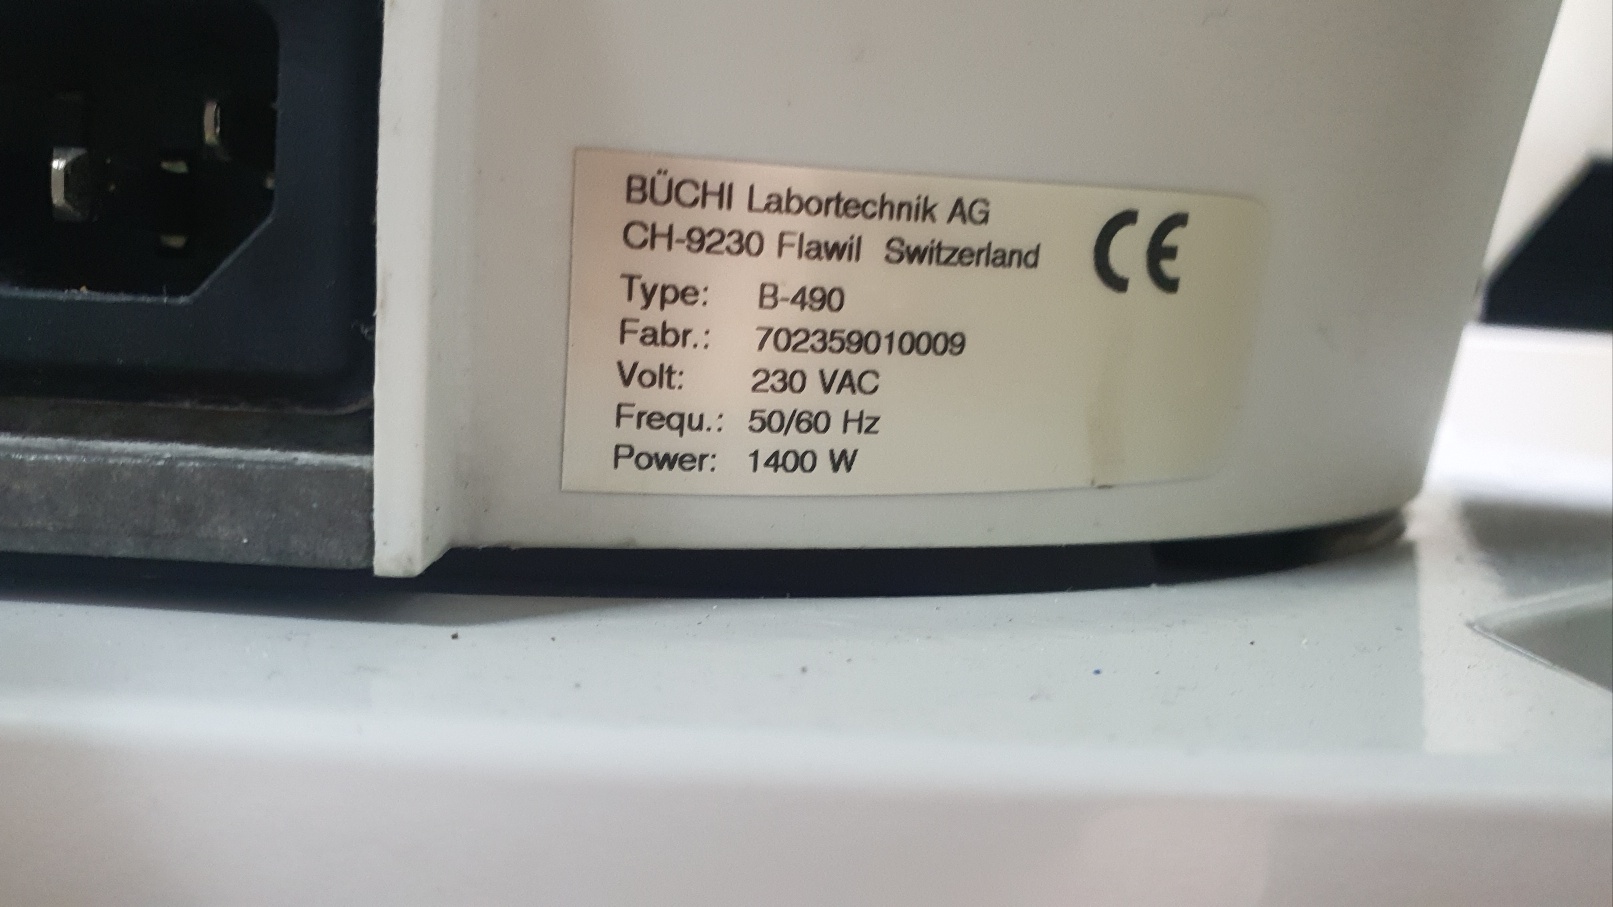 BÜCHI Labortechnik AG
CH-9230 Flawil Switzerland
CE
Type: B-490
Fabr.: 702359010009
Volt: 230 VAC
Frequ.: 50/60 Hz
Power: 1400 W